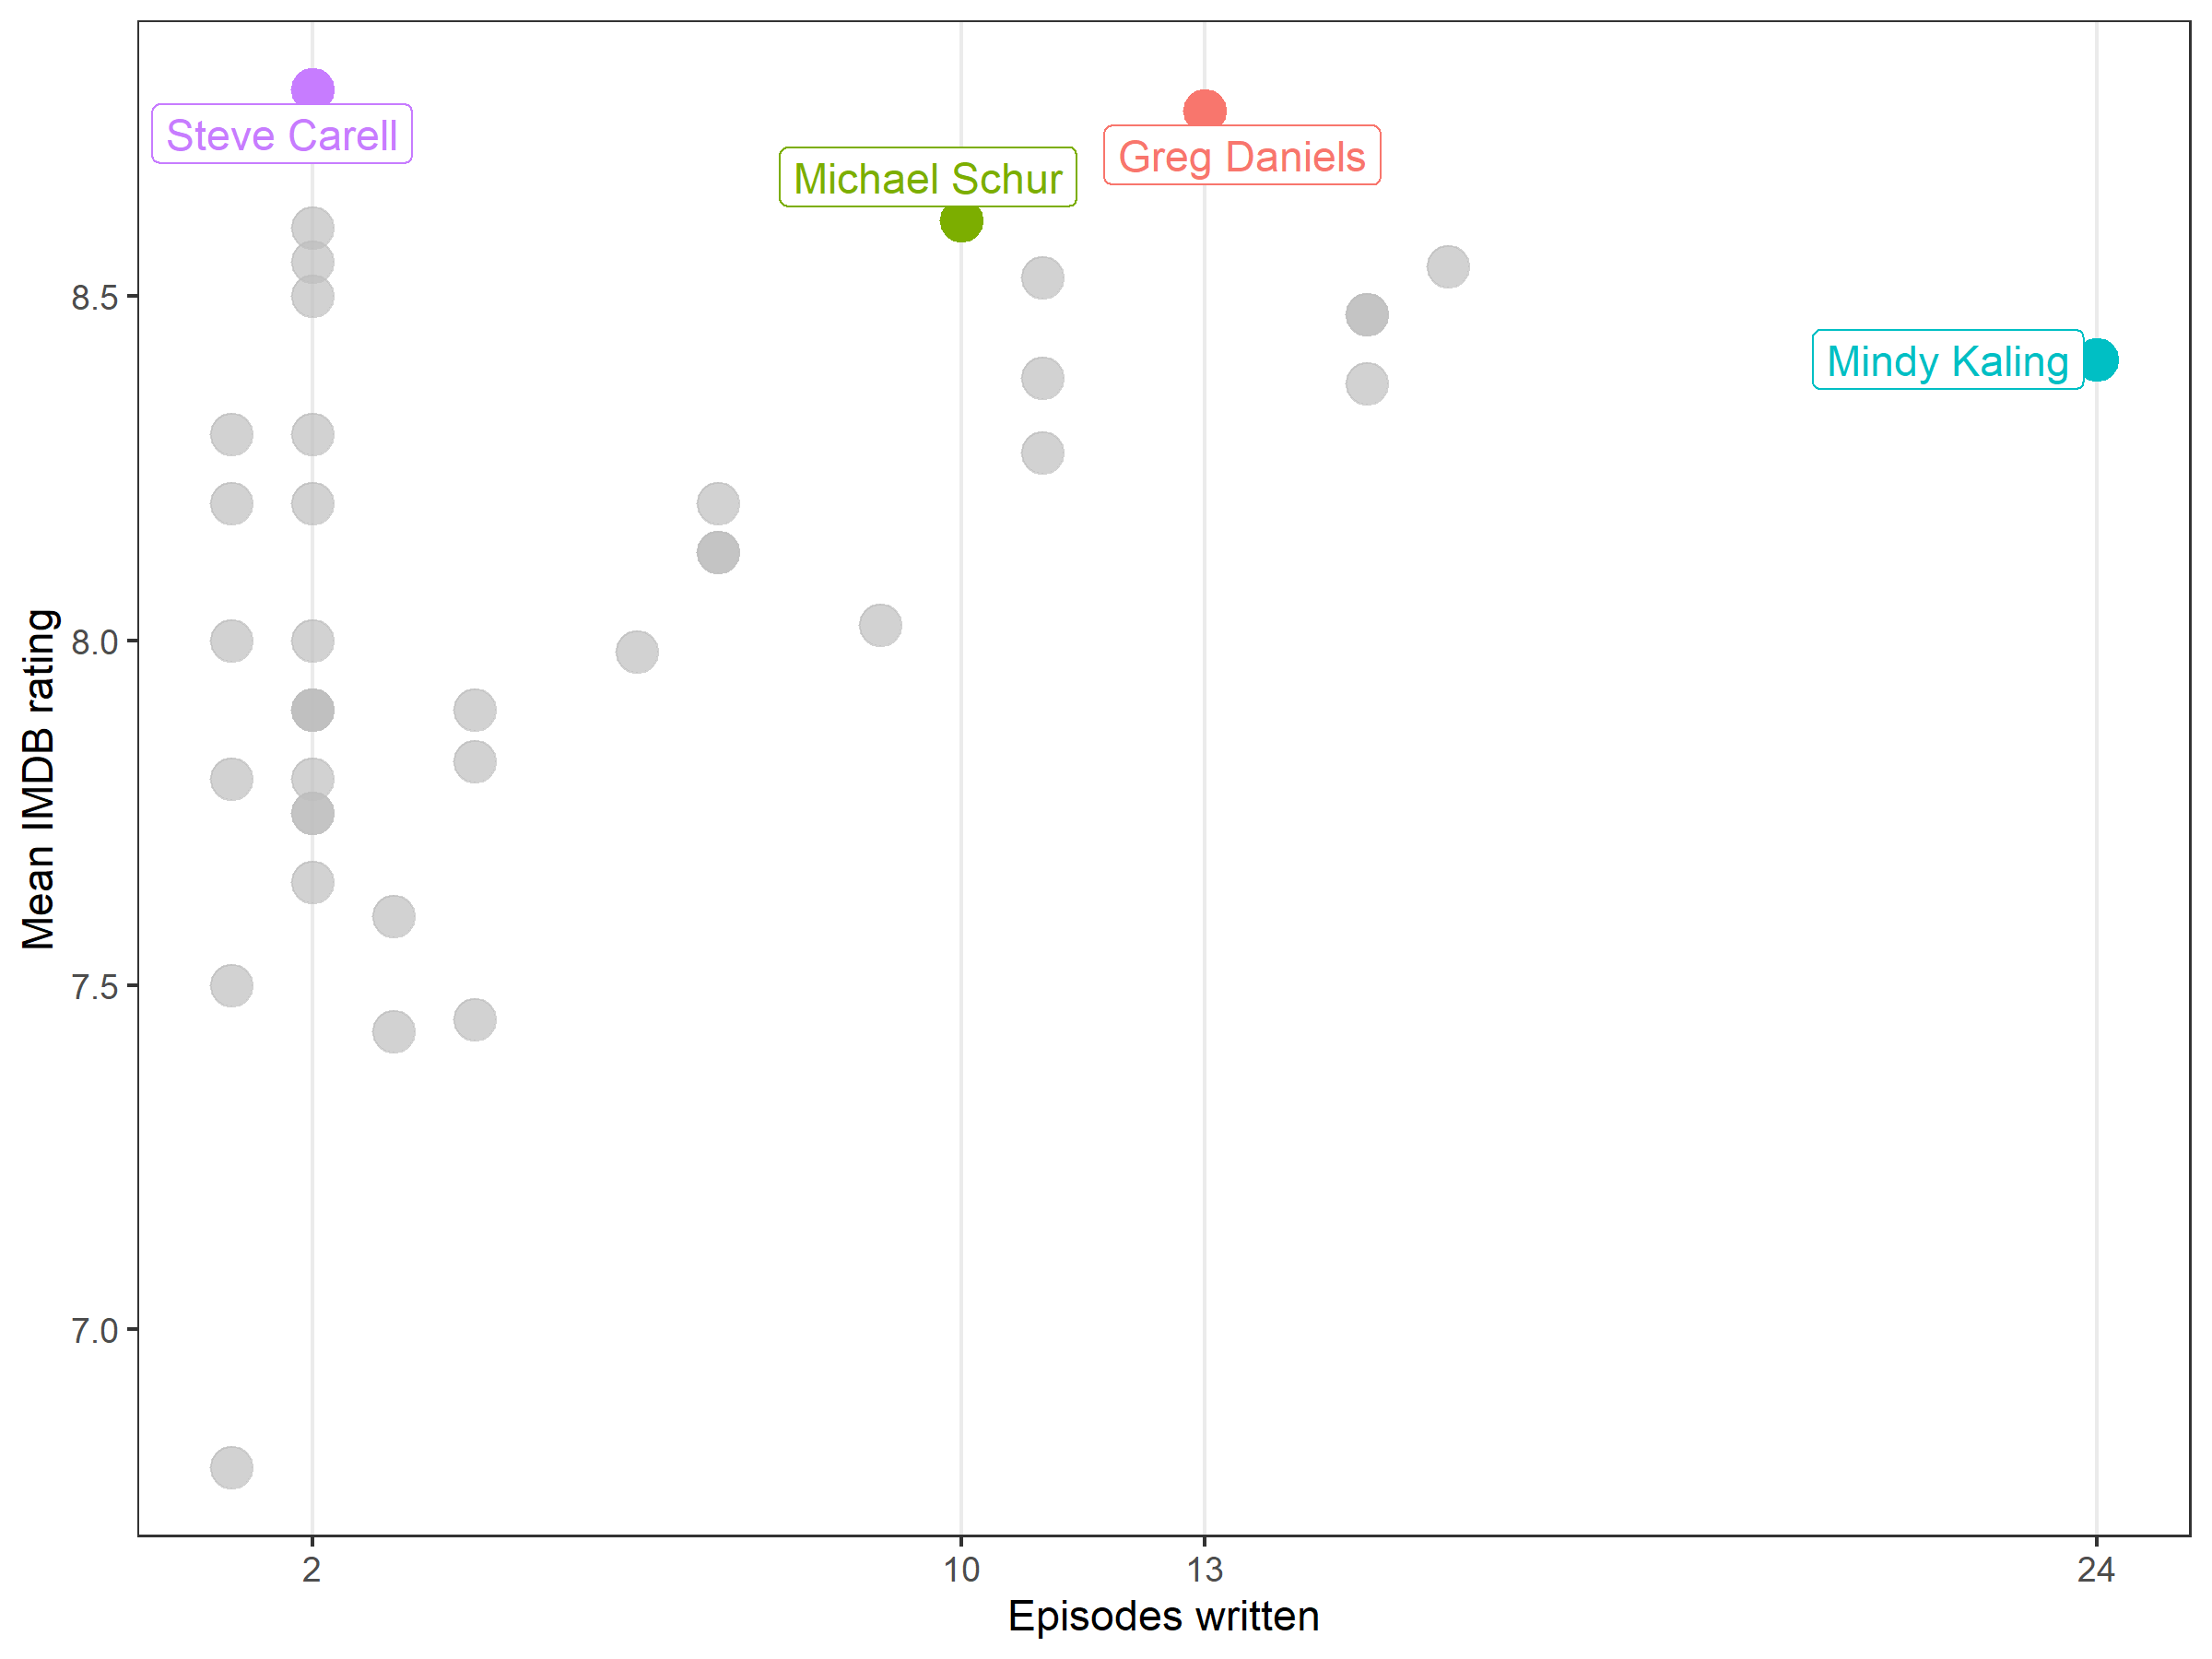 Steve Carell
Greg Daniels
Michael Schur
Mindy Kaling
8.5
8.0
7.5
7.0
Mean IMDB rating
2 10 13 24
Episodes written